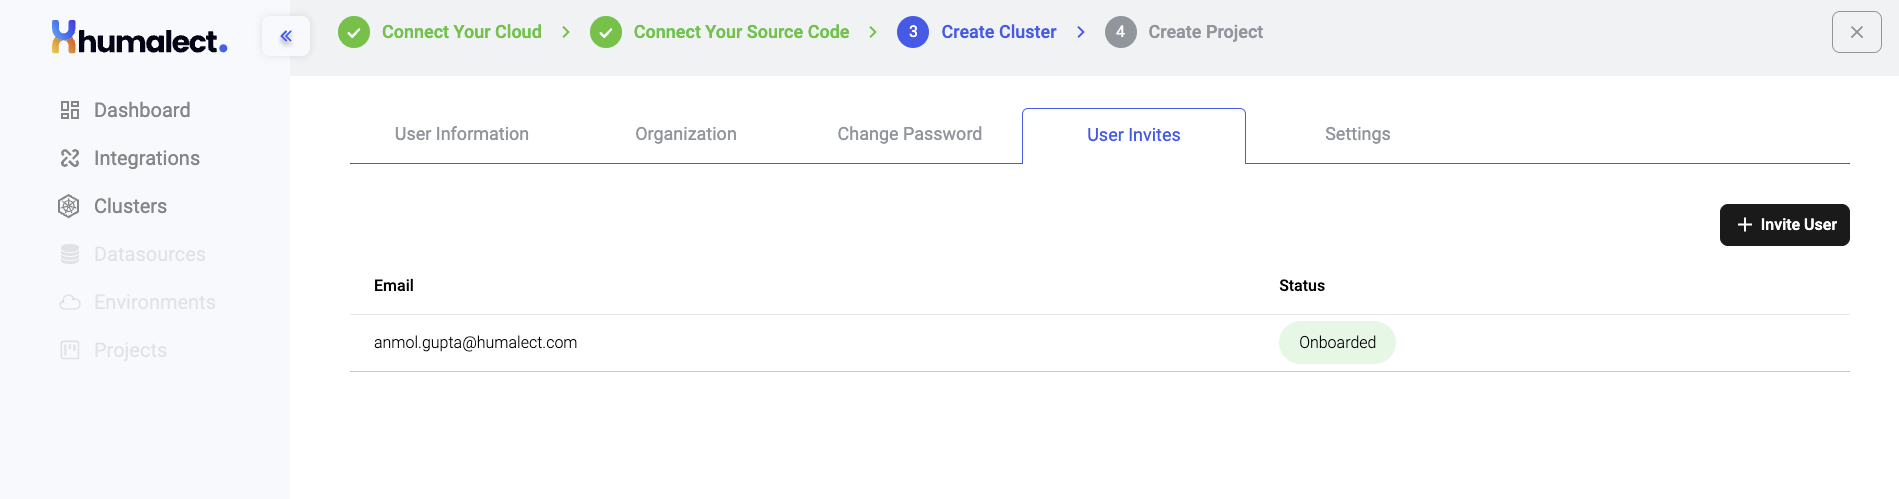 humalect.
Connect Your Cloud
Connect Your Source Code
3 Create Cluster
4 Create Project
Dashboard
Integrations
Clusters
Datasources
Environments
Projects
User Information
Organization
Change Password
User Invites
Settings
+ Invite User
Email Status
anmol.gupta@humalect.com Onboarded